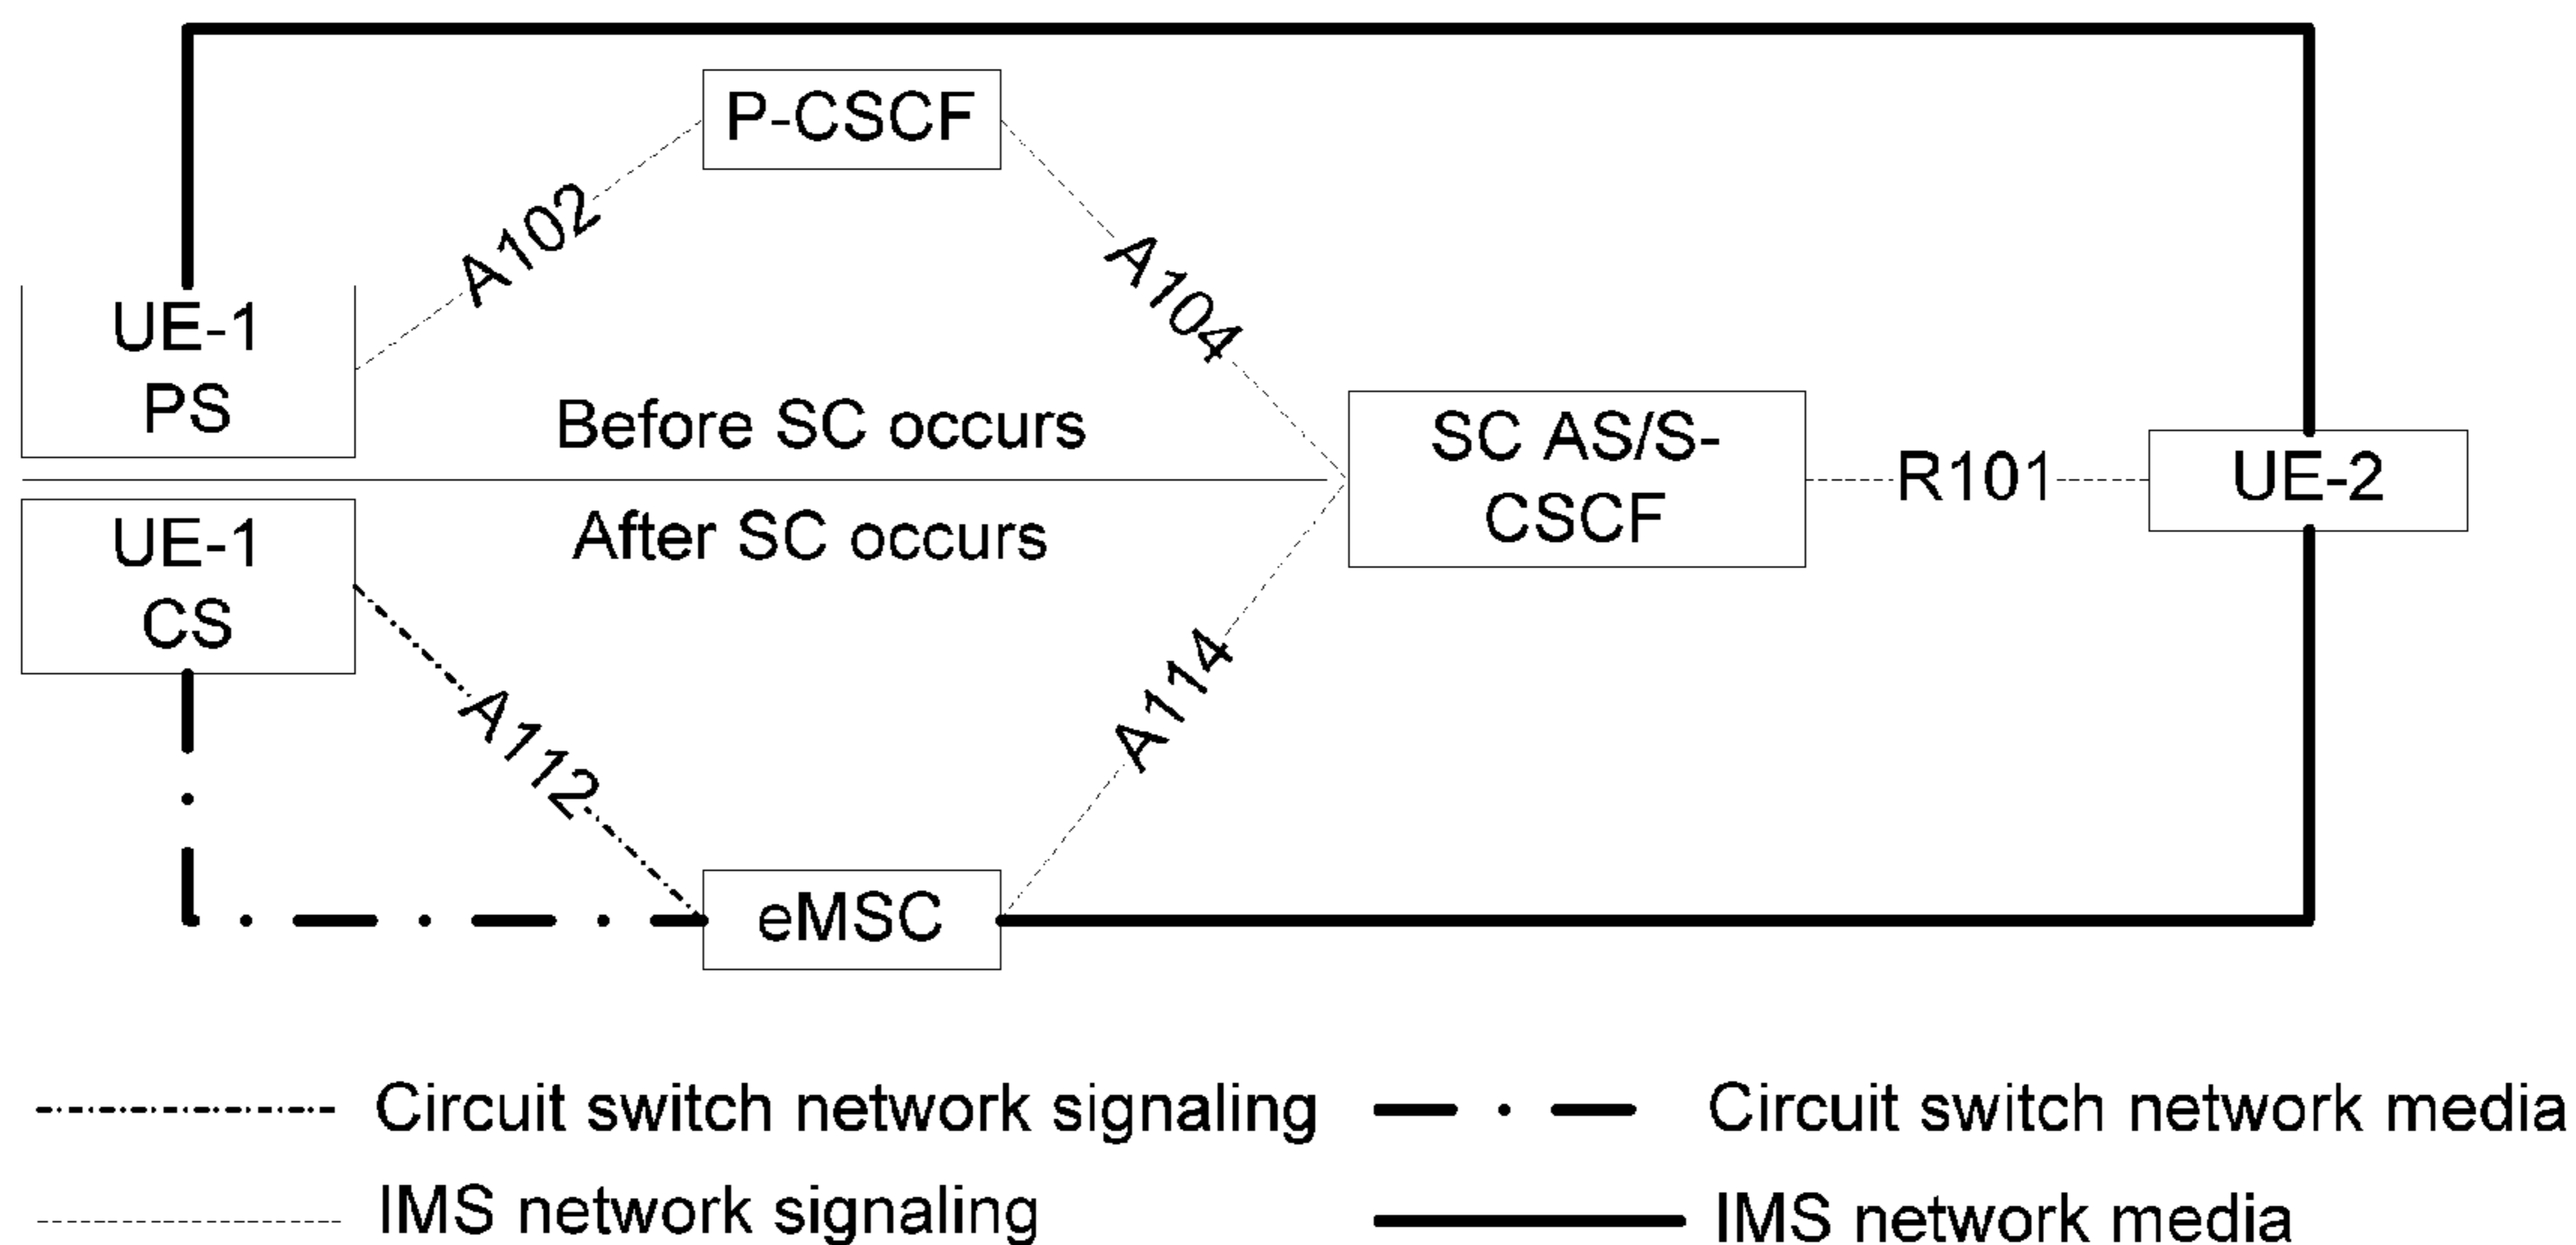 P-CSCF
A102
A104
UE-1
PS
Before SC occurs
SC AS/S-
CSCF
R101
UE-2
After SC occurs
UE-1
CS
A112
A114
eMSC
Circuit switch network signaling
Circuit switch network media
IMS network signaling
IMS network media